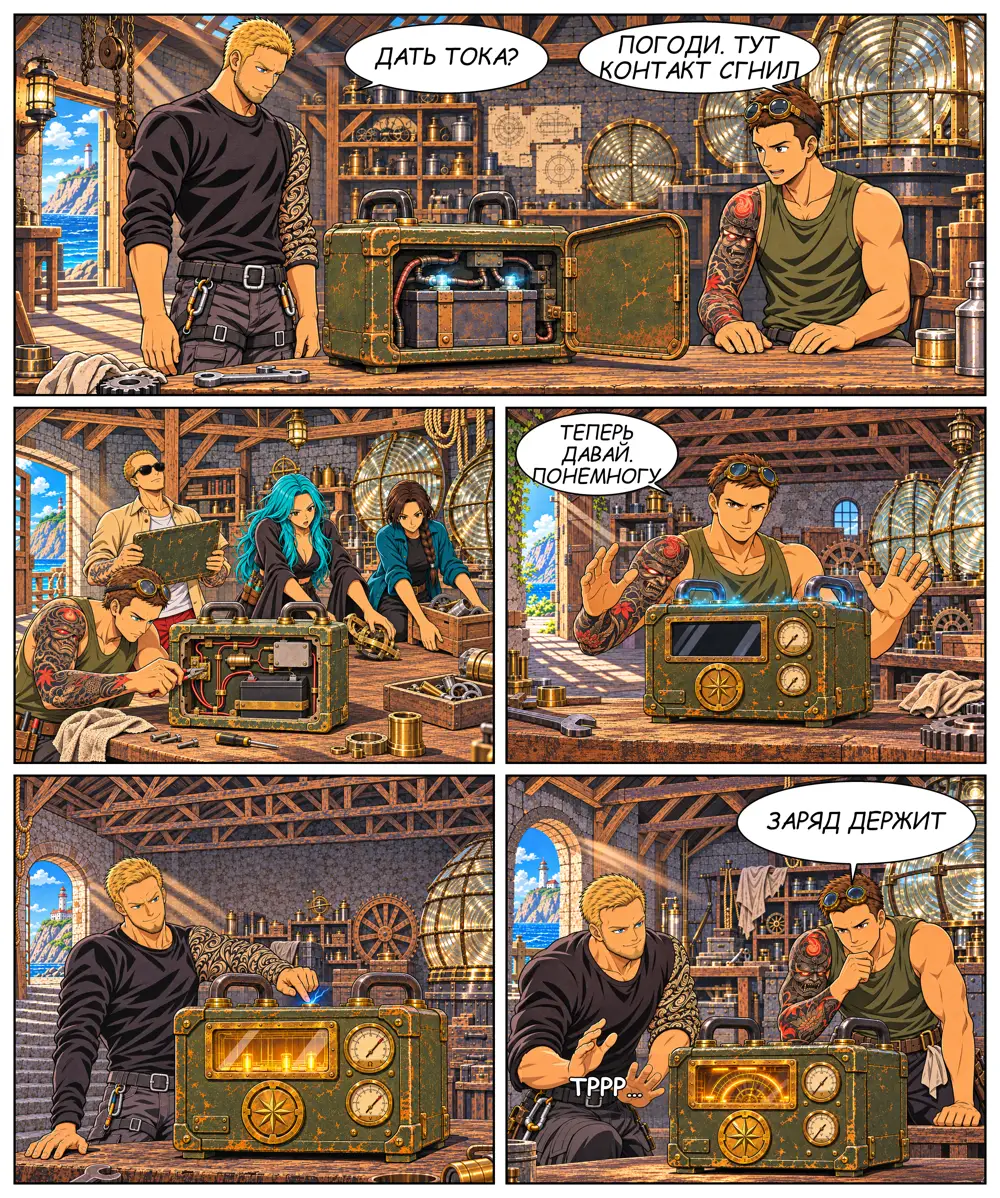 ДАТЬ ТОКА?
ПОГОДИ. ТУТ
КОНТАКТ СГНИЛ
ТЕПЕРЬ
ДАВАЙ.
ПОНЕМНОГУ
ЗАРЯД ДЕРЖИТ
ТРРР...